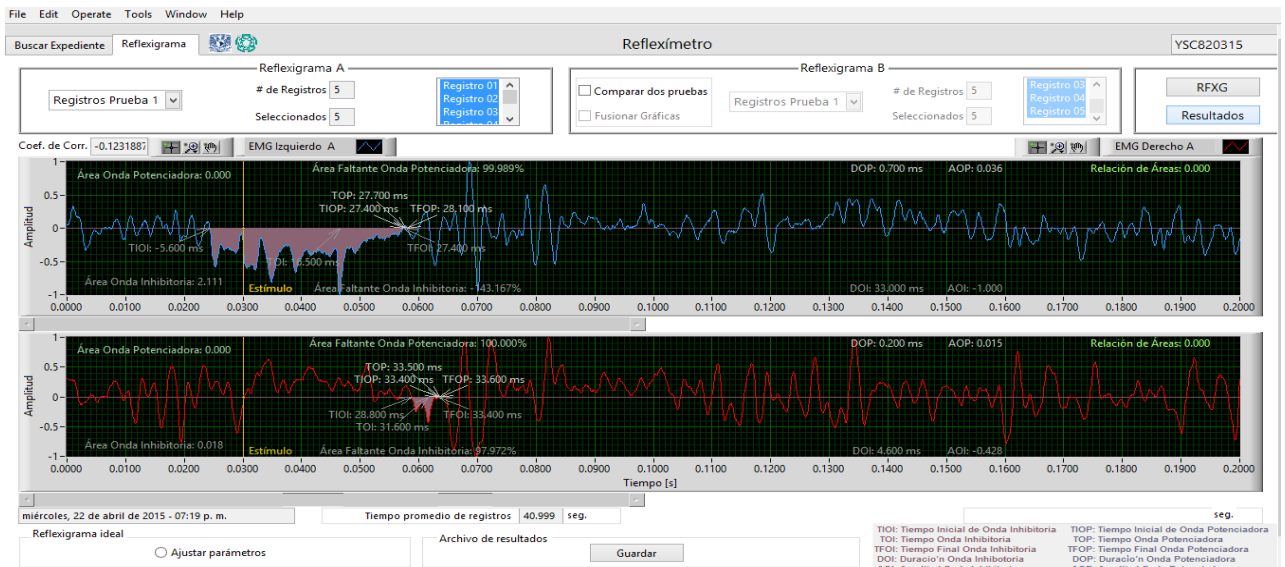 File Edit Operate Tools Window Help
Buscar Expediente Reflexigrama Reflexímetro YSC820315
Reflexigrama A
Registros Prueba 1
# de Registros 5
Seleccionados 5
Registro 01
Registro 02
Registro 03
Reflexigrama B
Comparar dos pruebas
Fusionar Gráficas
Registros Prueba 1
# de Registros 5
Seleccionados 5
Registro 03
Registro 04
Registro 05
RFXG
Resultados
Coef. de Corr. -0.1231887 EMG Izquierdo A EMG Derecho A
Amplitud
1
0.5
0
-0.5
-1
Área Onda Potenciadora: 0.000 Área Faltante Onda Potenciadora: 99.989% DOP: 0.700 ms AOP: 0.036 Relación de Áreas: 0.000
TOP: 27.700 ms
TIOP: 27.400 ms TFOP: 28.100 ms
TIOI: -5.600 ms TFOI: 27.400 ms
Área Onda Inhibitoria: 2.111 Estímulo Área Faltante Onda Inhibitoria: -143.167% DOI: 33.000 ms AOI: -1.000
0.0000 0.0100 0.0200 0.0300 0.0400 0.0500 0.0600 0.0700 0.0800 0.0900 0.1000 0.1100 0.1200 0.1300 0.1400 0.1500 0.1600 0.1700 0.1800 0.1900 0.2000
Amplitud
1
0.5
0
-0.5
-1
Área Onda Potenciadora: 0.000 Área Faltante Onda Potenciadora: 100.000% DOP: 0.200 ms AOP: 0.015 Relación de Áreas: 0.000
TOP: 33.500 ms
TIOP: 33.400 ms TFOP: 33.600 ms
TIOI: 28.800 ms TFOI: 33.400 ms
TOI: 31.600 ms
Área Onda Inhibitoria: 0.018 Estímulo Área Faltante Onda Inhibitoria: 97.972% DOI: 4.600 ms AOI: -0.428
0.0000 0.0100 0.0200 0.0300 0.0400 0.0500 0.0600 0.0700 0.0800 0.0900 0.1000 0.1100 0.1200 0.1300 0.1400 0.1500 0.1600 0.1700 0.1800 0.1900 0.2000
Tiempo [s]
miércoles, 22 de abril de 2015 - 07:19 p. m. Tiempo promedio de registros 40.999 seg. seg.
Reflexigrama ideal
Ajustar parámetros
Archivo de resultados
Guardar
TIOI: Tiempo Inicial de Onda Inhibitoria TIOP: Tiempo Inicial de Onda Potenciadora
TOI: Tiempo Onda Inhibitoria TOP: Tiempo Onda Potenciadora
TFOI: Tiempo Final Onda Inhibitoria TFOP: Tiempo Final Onda Potenciadora
DOI: Duracio'n Onda Inhibotoria DOP: Duracio'n Onda Potenciadora